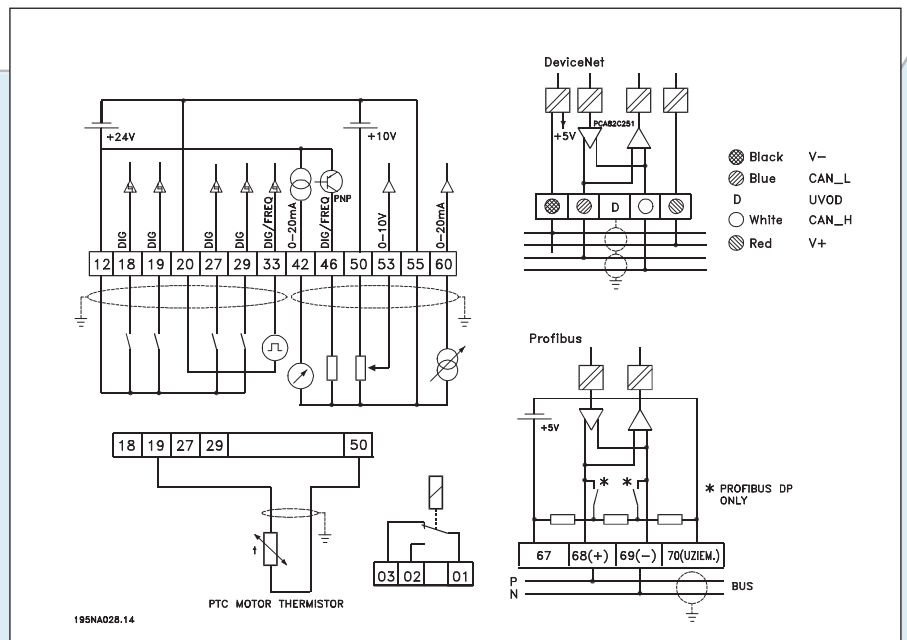 DeviceNet
+24V
+10V
+5V
PCA82C251
Black V-
Blue CAN_L
D UVOD
White CAN_H
Red V+
D
DIG
DIG
DIG
DIG
DIG/FREQ
0-20mA
DIG/FREQ
PNP
0-10V
0-20mA
12 18 19 20 27 29 33 42 46 50 53 55 60
Profibus
+5V
* *
* PROFIBUS DP
ONLY
67 68(+) 69(-) 70(UZIEM.)
P
N
BUS
18 19 27 29 50
t
PTC MOTOR THERMISTOR
03 02 01
195NA028.14